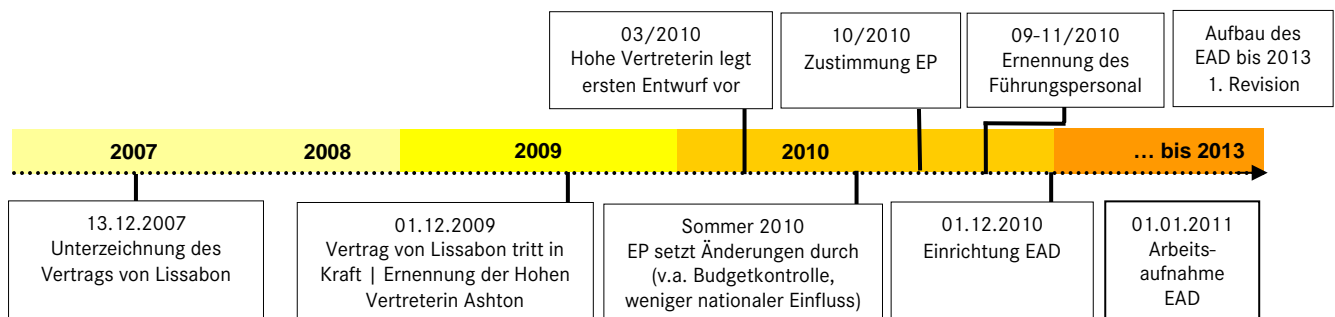 03/2010
Hohe Vertreterin legt
ersten Entwurf vor
10/2010
Zustimmung EP
09-11/2010
Ernennung des
Führungspersonal
Aufbau des
EAD bis 2013
1. Revision
2007
2008
2009
2010
... bis 2013
13.12.2007
Unterzeichnung des
Vertrags von Lissabon
01.12.2009
Vertrag von Lissabon tritt in
Kraft | Ernennung der Hohen
Vertreterin Ashton
Sommer 2010
EP setzt Änderungen durch
(v.a. Budgetkontrolle,
weniger nationaler Einfluss)
01.12.2010
Einrichtung EAD
01.01.2011
Arbeits-
aufnahme
EAD